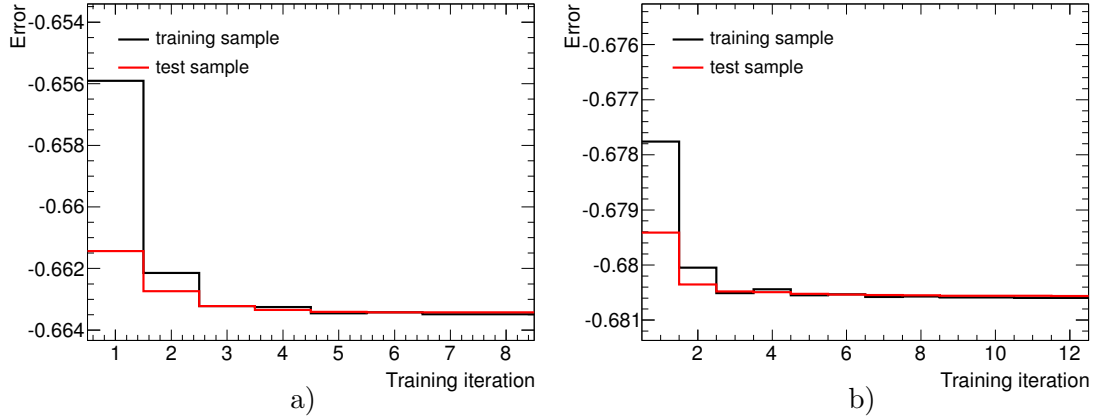 Error
-0.654
-0.656
-0.658
-0.66
-0.662
-0.664
training sample
test sample
1 2 3 4 5 6 7 8
Training iteration
a)
Error
-0.676
-0.677
-0.678
-0.679
-0.68
-0.681
training sample
test sample
2 4 6 8 10 12
Training iteration
b)